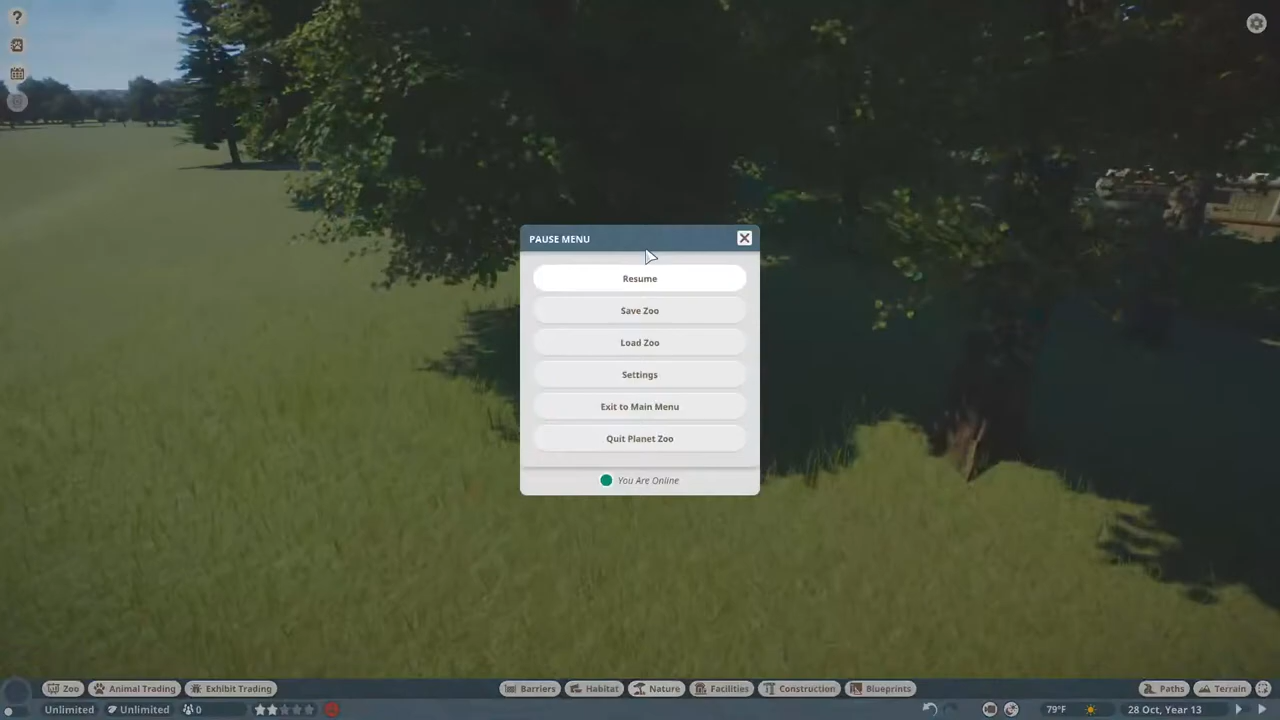 ?
PAUSE MENU
Resume
Save Zoo
Load Zoo
Settings
Exit to Main Menu
Quit Planet Zoo
You Are Online
Zoo
Animal Trading
Exhibit Trading
Barriers
Habitat
Nature
Facilities
Construction
Blueprints
Paths
Terrain
Unlimited
Unlimited
0
79°F
28 Oct, Year 13